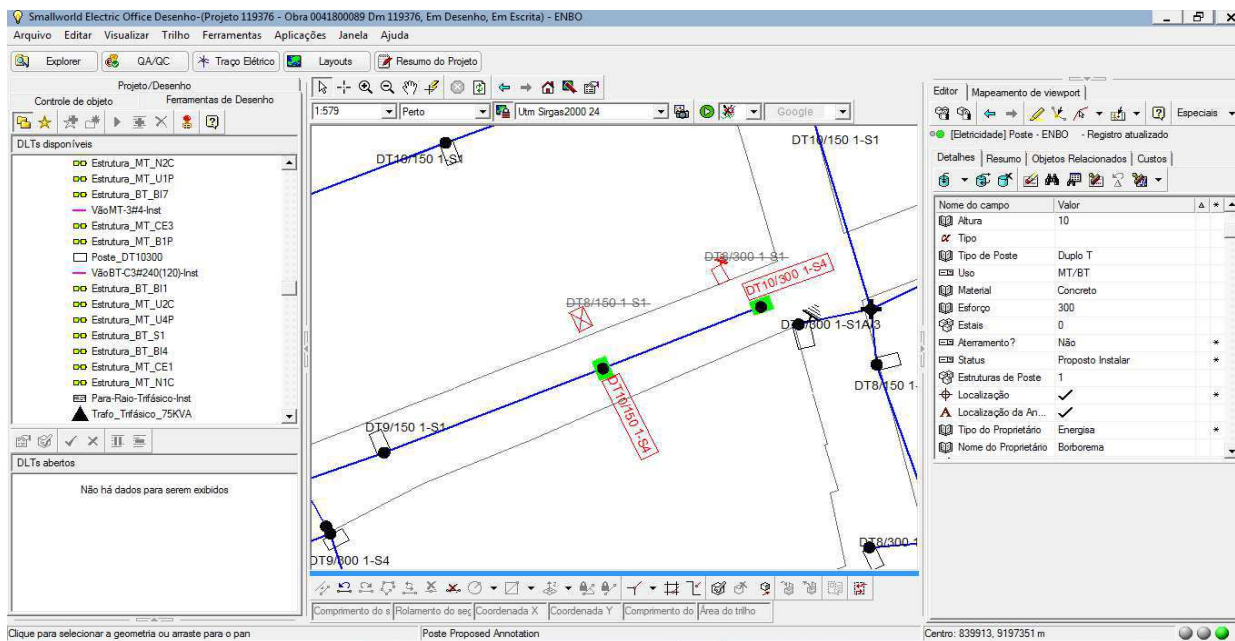 Smallworld Electric Office Desenho-(Projeto 119376 - Obra 0041800089 Dm 119376, Em Desenho, Em Escrita) - ENBO
Arquivo Editar Visualizar Trilho Ferramentas Aplicações Janela Ajuda
Explorer QA/QC Traço Elétrico Layouts Resumo do Projeto
Projeto/Desenho
Controle de objeto Ferramentas de Desenho
DLTs disponíveis
Estrutura_MT_N2C
Estrutura_MT_U1P
Estrutura_BT_BI7
VãoMT-3#4-Inst
Estrutura_MT_CE3
Estrutura_MT_B1P
Poste_DT10300
VãoBT-C3#240(120)-Inst
Estrutura_BT_BI1
Estrutura_MT_U2C
Estrutura_MT_U4P
Estrutura_BT_S1
Estrutura_BT_BI4
Estrutura_MT_CE1
Estrutura_MT_N1C
Para-Raio-Trifásico-Inst
Trafo_Trifásico_75KVA
DLTs abertos
Não há dados para serem exibidos
1:579 Perto Utm Sirgas2000 24 Google
DT10/150 1-S1
DT10/150 1-S1
DT8/300 1-S1
DT10/300 1-S4
DT8/150 1-S1
300 1-S1A/3
DT10/150 1-S4
DT8/150 1-
DT9/150 1-S1
DT8/300 1
DT9/300 1-S4
Comprimento do s Rolamento do seg Coordenada X Coordenada Y Comprimento do Área do trilho
Editor Mapeamento de viewport
Especiais
[Eletricidade] Poste - ENBO - Registro atualizado
Detalhes Resumo Objetos Relacionados Custos
Nome do campo Valor
Altura 10
Tipo
Tipo de Poste Duplo T
Uso MT/BT
Material Concreto
Esforço 300
Estais 0
Aterramento? Não *
Status Proposto Instalar *
Estruturas de Poste 1
Localização *
Localização da An...
Tipo do Proprietário Energisa *
Nome do Proprietário Borborema
Clique para selecionar a geometria ou arraste para o pan
Poste Proposed Annotation
Centro: 839913, 9197351 m